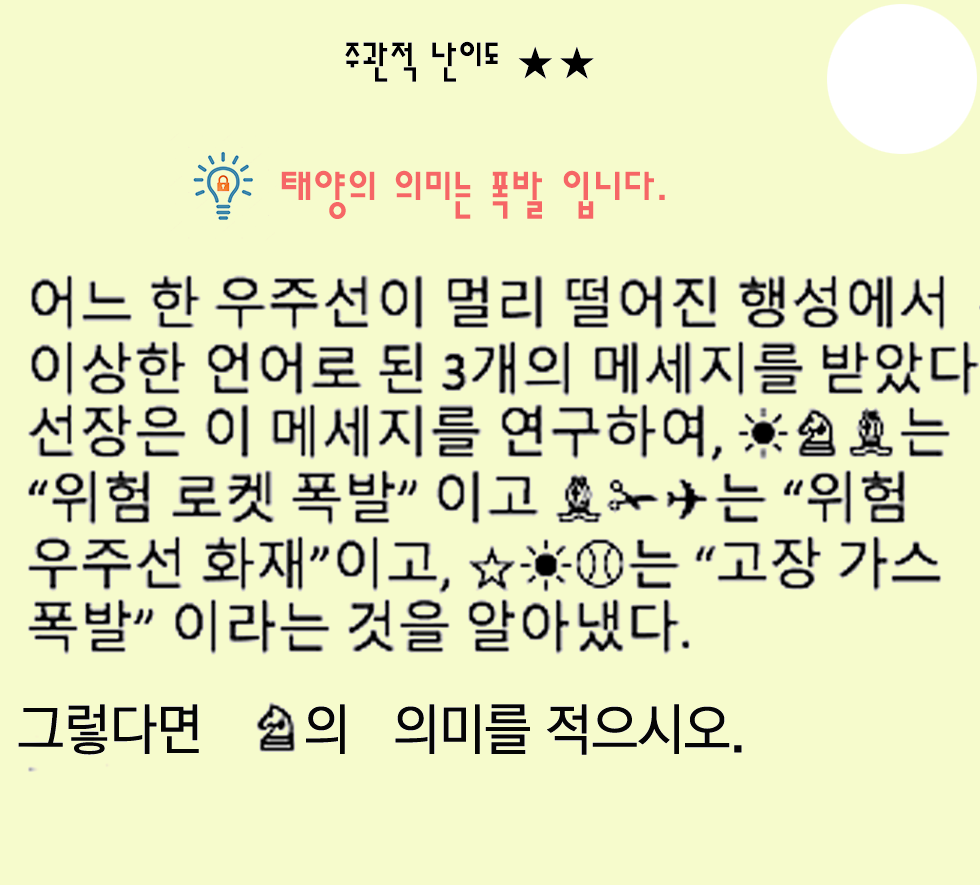 주관적 난이도 ★★
태양의 의미는 폭발 입니다.
어느 한 우주선이 멀리 떨어진 행성에서
이상한 언어로 된 3개의 메세지를 받았다
선장은 이 메세지를 연구하여, ☀♞♝는
“위험 로켓 폭발” 이고 ♝✂✈는 “위험
우주선 화재”이고, ☆☀⚾는 “고장 가스
폭발” 이라는 것을 알아냈다.
그렇다면 ♞의 의미를 적으시오.